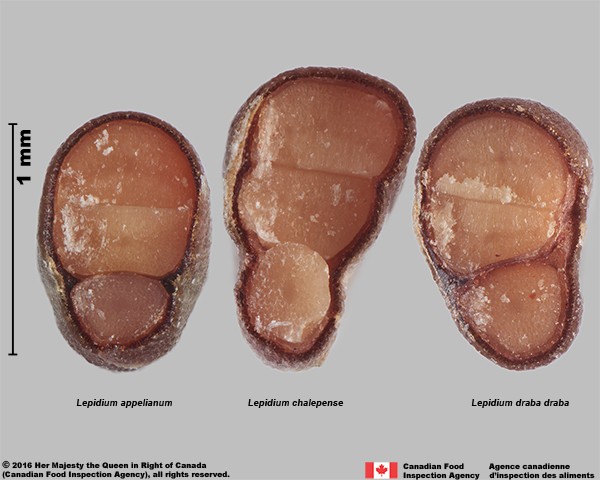 1 mm
Lepidium appelianum
Lepidium chalepense
Lepidium draba draba
© 2016 Her Majesty the Queen in Right of Canada
(Canadian Food Inspection Agency), all rights reserved.
Canadian Food
Inspection Agency
Agence canadienne
d'inspection des aliments